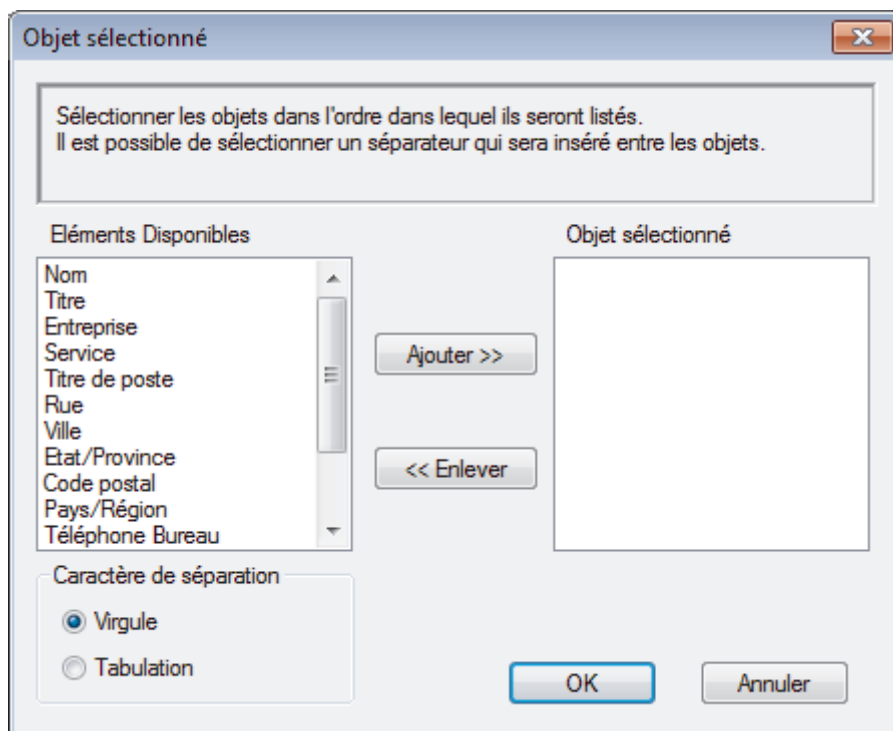 Objet sélectionné
Sélectionner les objets dans l'ordre dans lequel ils seront listés.
Il est possible de sélectionner un séparateur qui sera inséré entre les objets.
Eléments Disponibles
Objet sélectionné
Nom
Titre
Entreprise
Service
Titre de poste
Rue
Ville
Etat/Province
Code postal
Pays/Région
Téléphone Bureau
Ajouter >>
<< Enlever
Caractère de séparation
Virgule
Tabulation
OK
Annuler